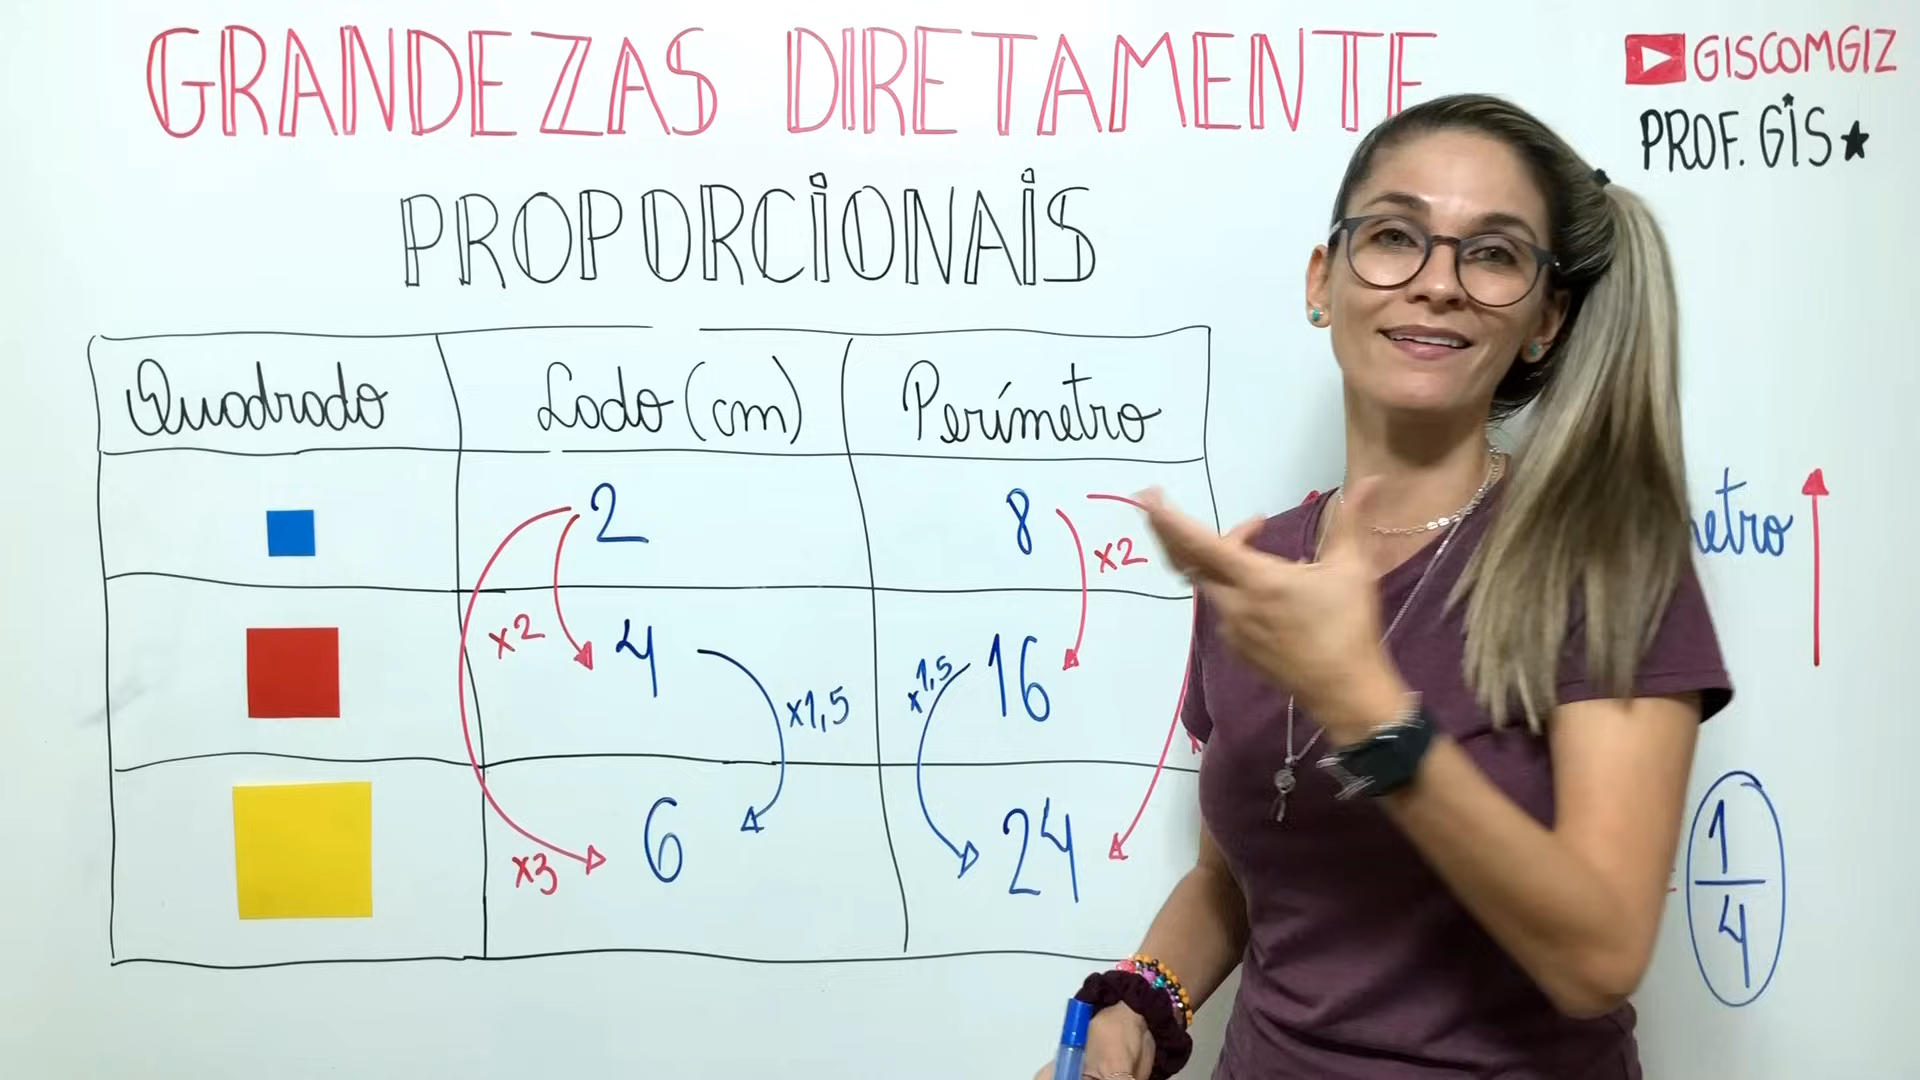 GRANDEZAS DIRETAMENTE
PROPORCIONAIS
GISCOMGIZ
PROF. GIS
Quadrado Lado (cm) Perímetro
2 8
x2
x2 4 x1,5 x1,5 16
x3 6 24
1
4